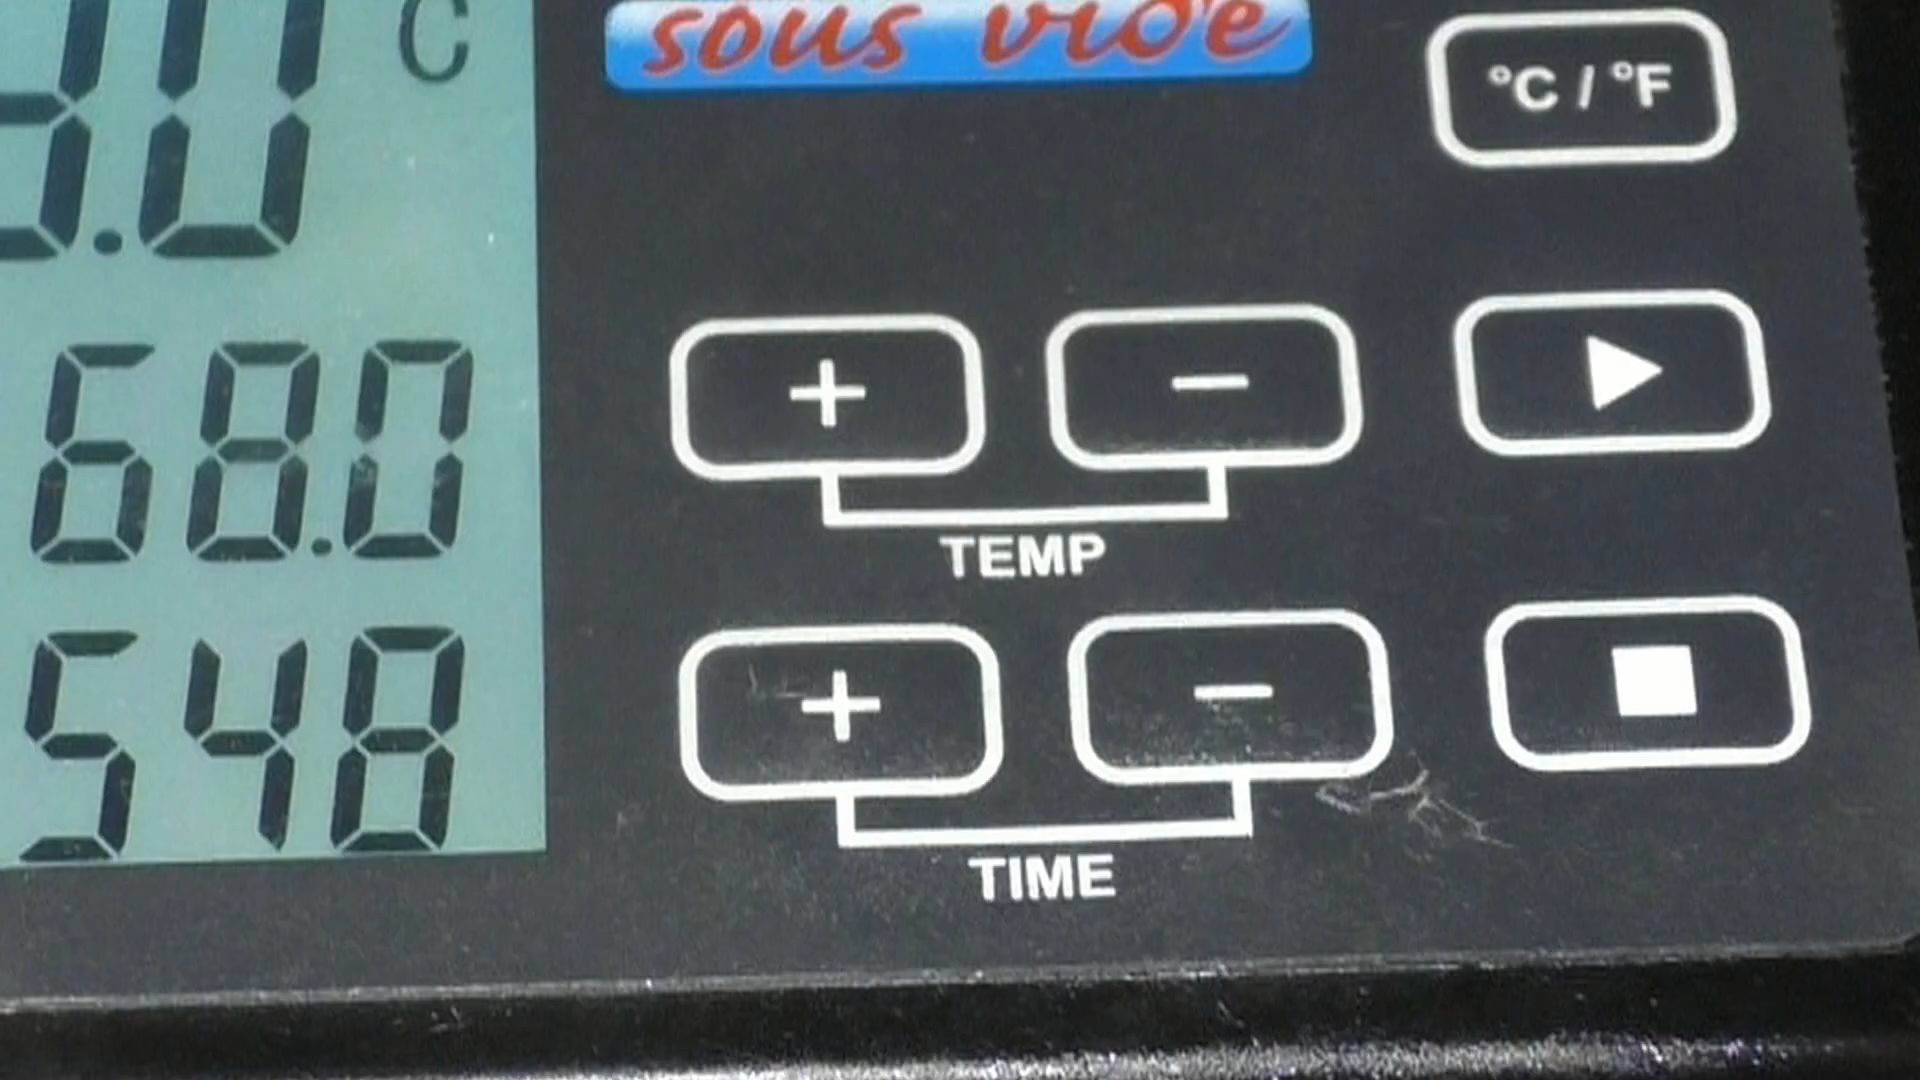 C
sous vide
°C / °F
68.0
+ -
TEMP
548
+ -
TIME